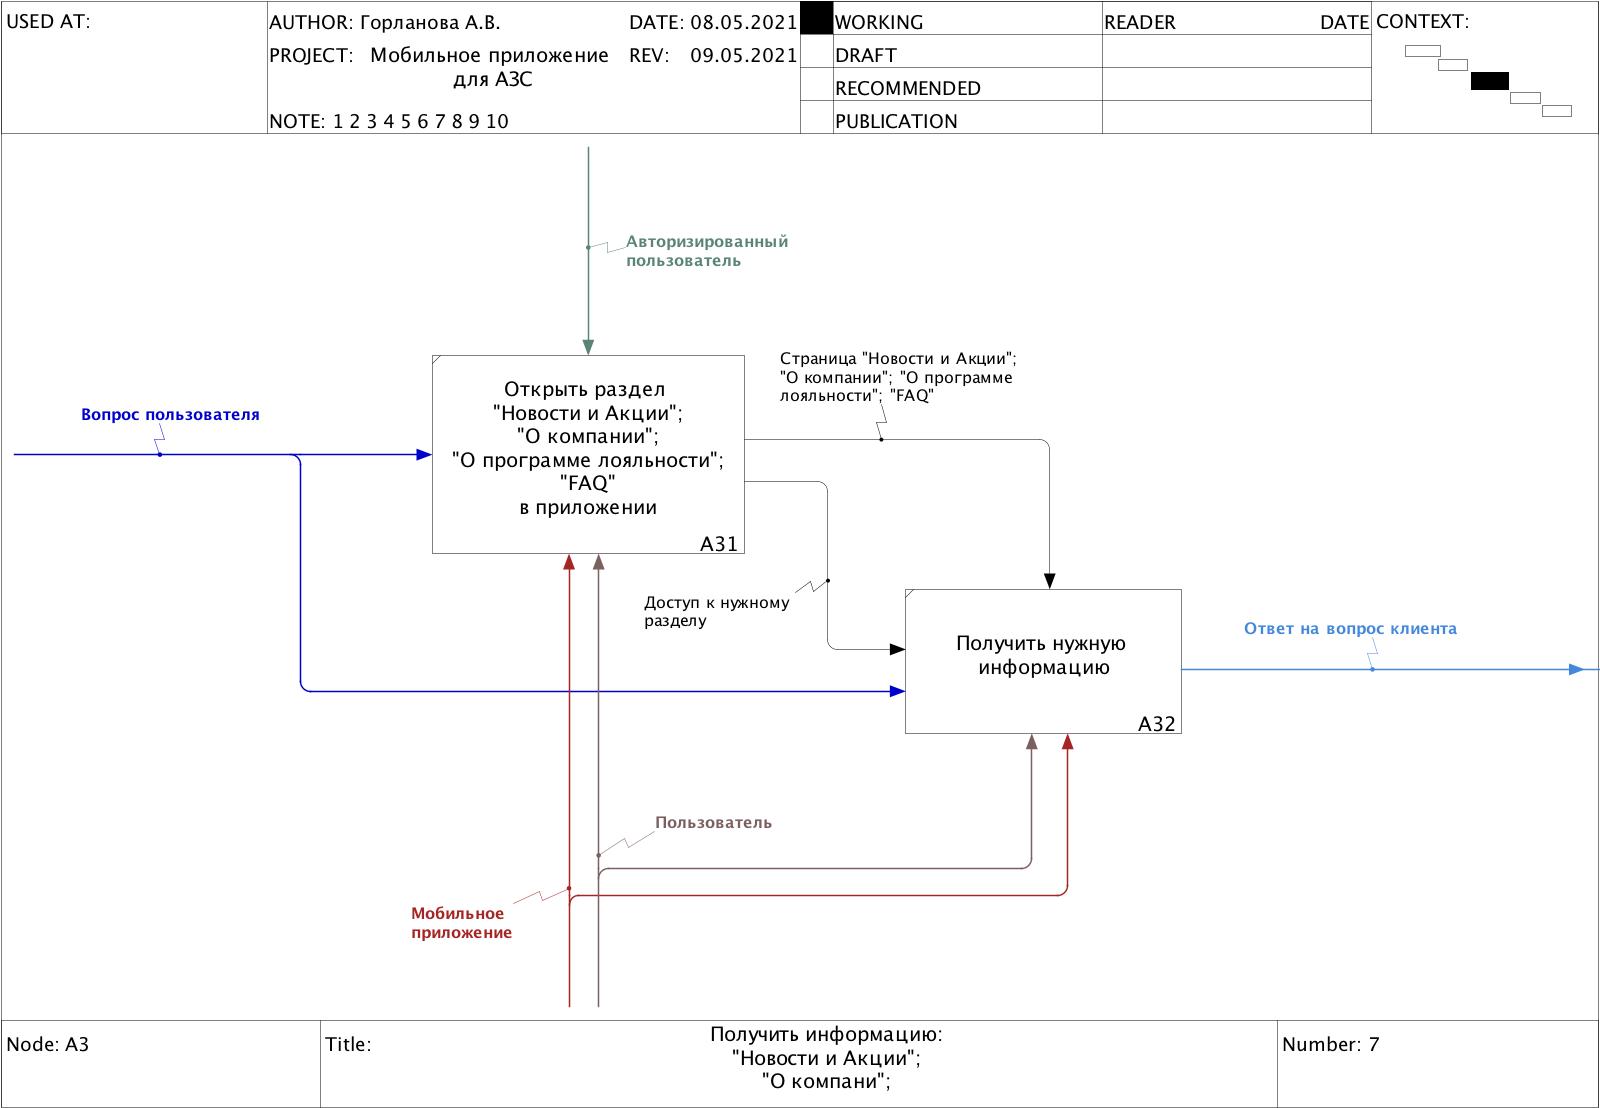 USED AT:
AUTHOR: Горланова А.В.
DATE: 08.05.2021
PROJECT: Мобильное приложение
для АЗС
REV: 09.05.2021
NOTE: 1 2 3 4 5 6 7 8 9 10
WORKING
READER
DATE
DRAFT
RECOMMENDED
PUBLICATION
CONTEXT:
Авторизированный
пользователь
Страница "Новости и Акции";
"О компании"; "О программе
лояльности"; "FAQ"
Открыть раздел
"Новости и Акции";
"О компании";
"О программе лояльности";
"FAQ"
в приложении
A31
Вопрос пользователя
Доступ к нужному
разделу
Получить нужную
информацию
A32
Ответ на вопрос клиента
Пользователь
Мобильное
приложение
Node: A3
Title:
Получить информацию:
"Новости и Акции";
"О компани";
Number: 7